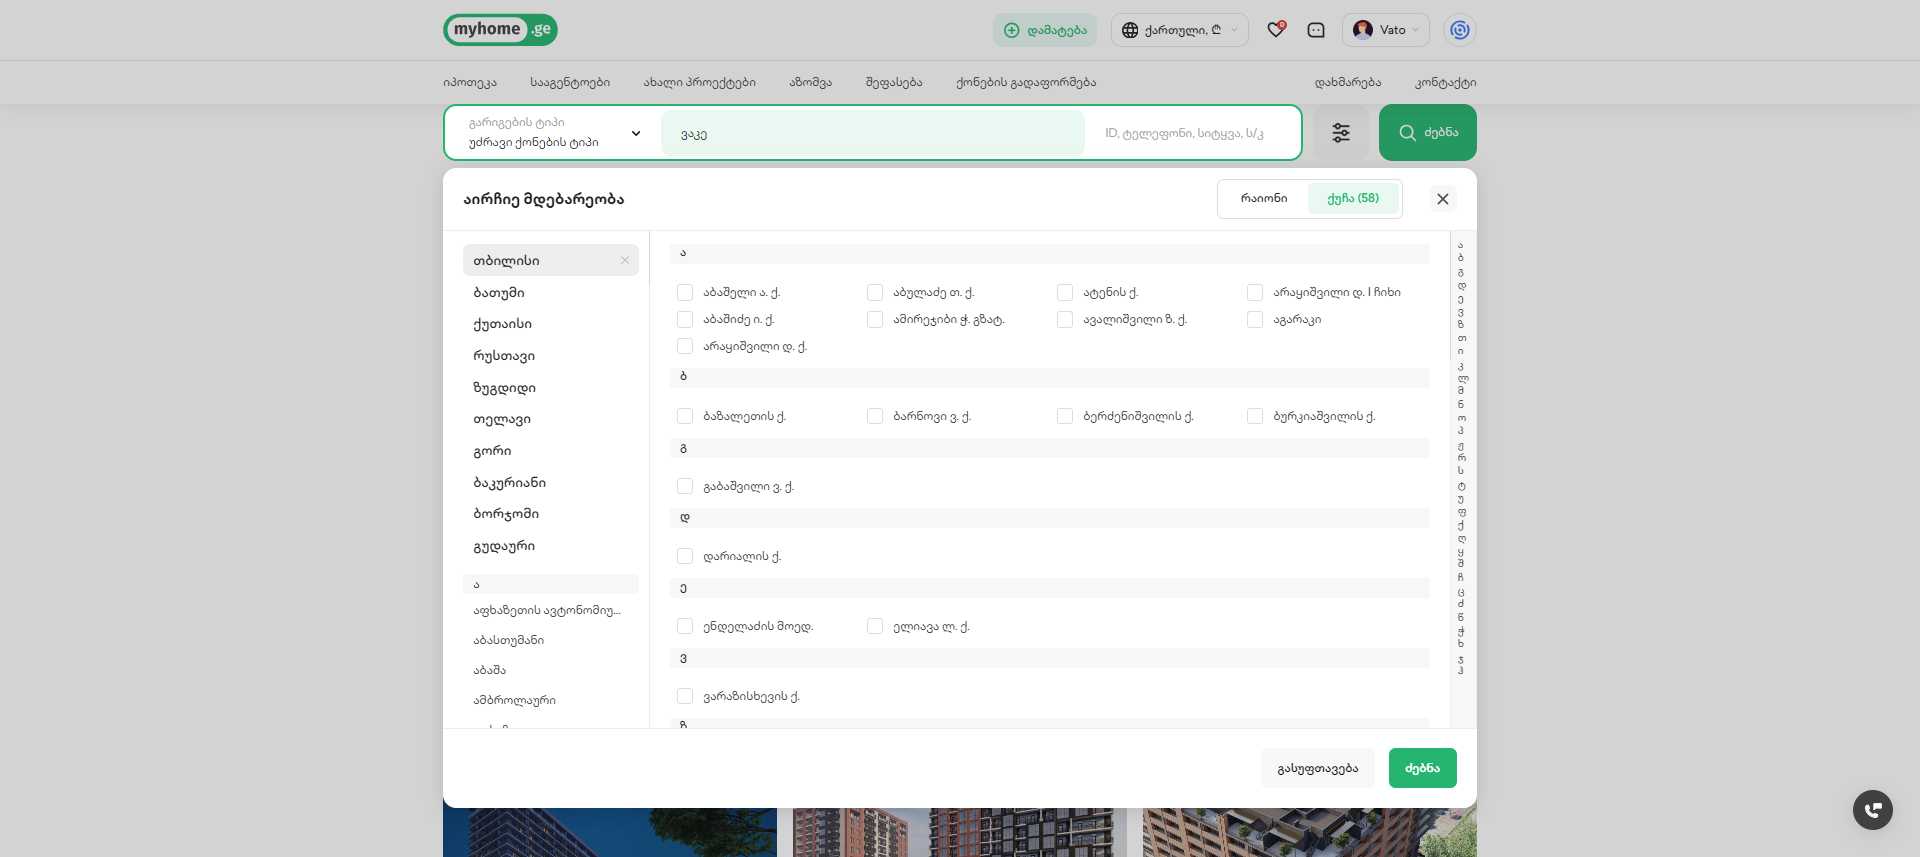 myhome.ge
დამატება
ქართული, ₾
0
Vato
იპოთეკა სააგენტოები ახალი პროექტები აზომვა შეფასება ქონების გადაფორმება დახმარება კონტაქტი
გარიგების ტიპი
უძრავი ქონების ტიპი
ვაკე
ID, ტელეფონი, სიტყვა, ს/კ
ძებნა
აირჩიე მდებარეობა
რაიონი
ქუჩა (58)
თბილისი
ბათუმი
ქუთაისი
რუსთავი
ზუგდიდი
თელავი
გორი
ბაკურიანი
ბორჯომი
გუდაური
ა
აფხაზეთის ავტონომიუ...
აბასთუმანი
აბაშა
ამბროლაური
ა
აბაშელი ა. ქ. აბულაძე თ. ქ. ატენის ქ. არაყიშვილი დ. I ჩიხი
აბაშიძე ი. ქ. ამირეჯიბი ჭ. გზატ. ავალიშვილი ზ. ქ. აგარაკი
არაყიშვილი დ. ქ.
ბ
ბაზალეთის ქ. ბარნოვი ვ. ქ. ბერძენიშვილის ქ. ბურკიაშვილის ქ.
გ
გაბაშვილი ვ. ქ.
დ
დარიალის ქ.
ე
ენდელაძის მოედ. ელიავა ლ. ქ.
ვ
ვარაზისხევის ქ.
ზ
ა
ბ
გ
დ
ე
ვ
ზ
თ
ი
კ
ლ
მ
ნ
ო
პ
ჟ
რ
ს
ტ
უ
ფ
ქ
ღ
ყ
შ
ჩ
ც
ძ
წ
ჭ
ხ
ჯ
ჰ
გასუფთავება
ძებნა